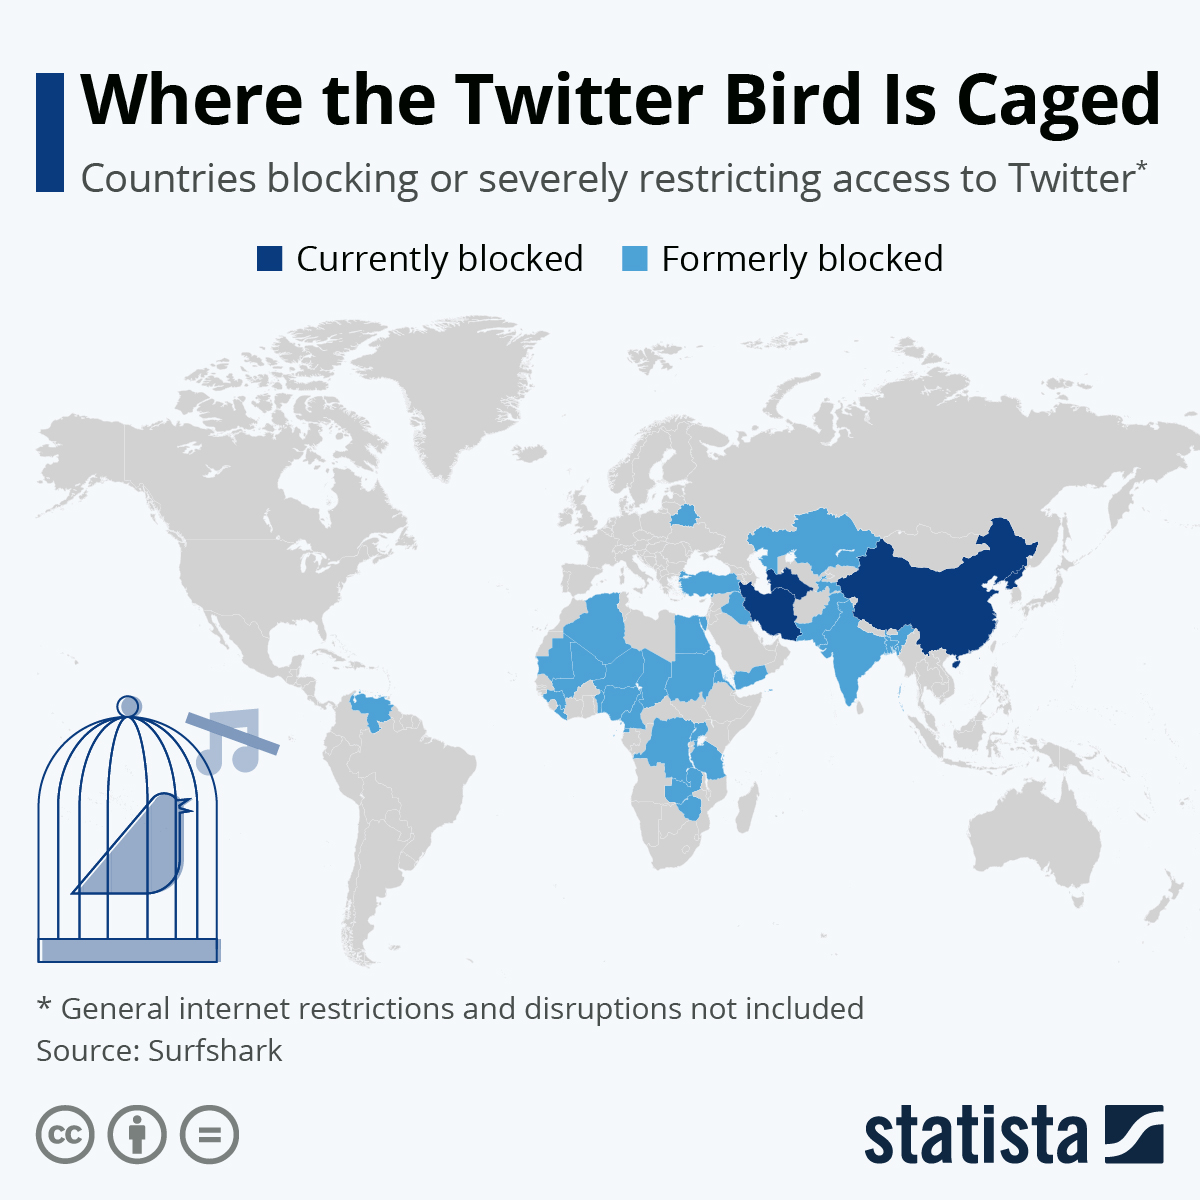 Where the Twitter Bird Is Caged
Countries blocking or severely restricting access to Twitter*
Currently blocked
Formerly blocked
* General internet restrictions and disruptions not included
Source: Surfshark
cc
statista